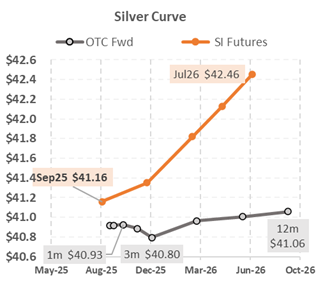 Silver Curve
OTC Fwd
SI Futures
$42.6
$42.4
$42.2
$42.0
$41.8
$41.6
$41.4
$41.2
$41.0
$40.8
$40.6
Jul26 $42.46
Sep25 $41.16
1m $40.93
3m $40.80
12m
$41.06
May-25
Aug-25
Dec-25
Mar-26
Jun-26
Oct-26